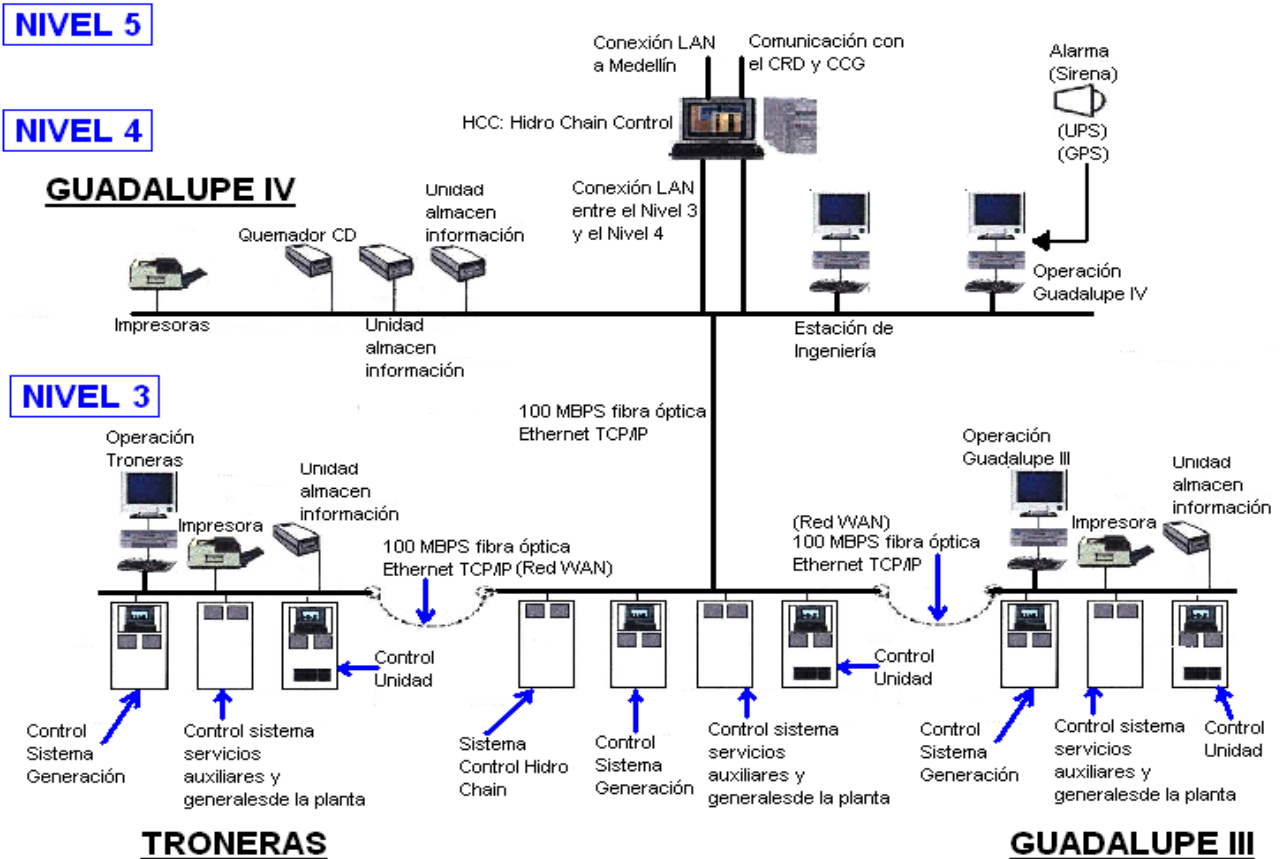 NIVEL 5
Conexión LAN
a Medellín
Comunicación con
el CRD y CCG
Alarma
(Sirena)
(UPS)
(GPS)
NIVEL 4
HCC: Hidro Chain Control
GUADALUPE IV
Conexión LAN
entre el Nivel 3
y el Nivel 4
Unidad
almacen
información
Quemador CD
Operación
Guadalupe IV
Impresoras
Unidad
almacen
información
Estación de
Ingeniería
NIVEL 3
100 MBPS fibra óptica
Ethernet TCP/IP
Operación
Troneras
Impresora
Unidad
almacen
información
100 MBPS fibra óptica
Ethernet TCP/IP (Red WAN)
(Red WAN)
100 MBPS fibra óptica
Ethernet TCP/IP
Operación
Guadalupe III
Impresora
Unidad
almacen
información
Control
Unidad
Control
Unidad
Control
Sistema
Generación
Control sistema
servicios
auxiliares y
generalesde la planta
Sistema
Control Hidro
Chain
Control
Sistema
Generación
Control sistema
servicios
auxiliares y
generalesde la planta
Control
Sistema
Generación
Control sistema
servicios
auxiliares y
generalesde la planta
Control
Unidad
TRONERAS
GUADALUPE III